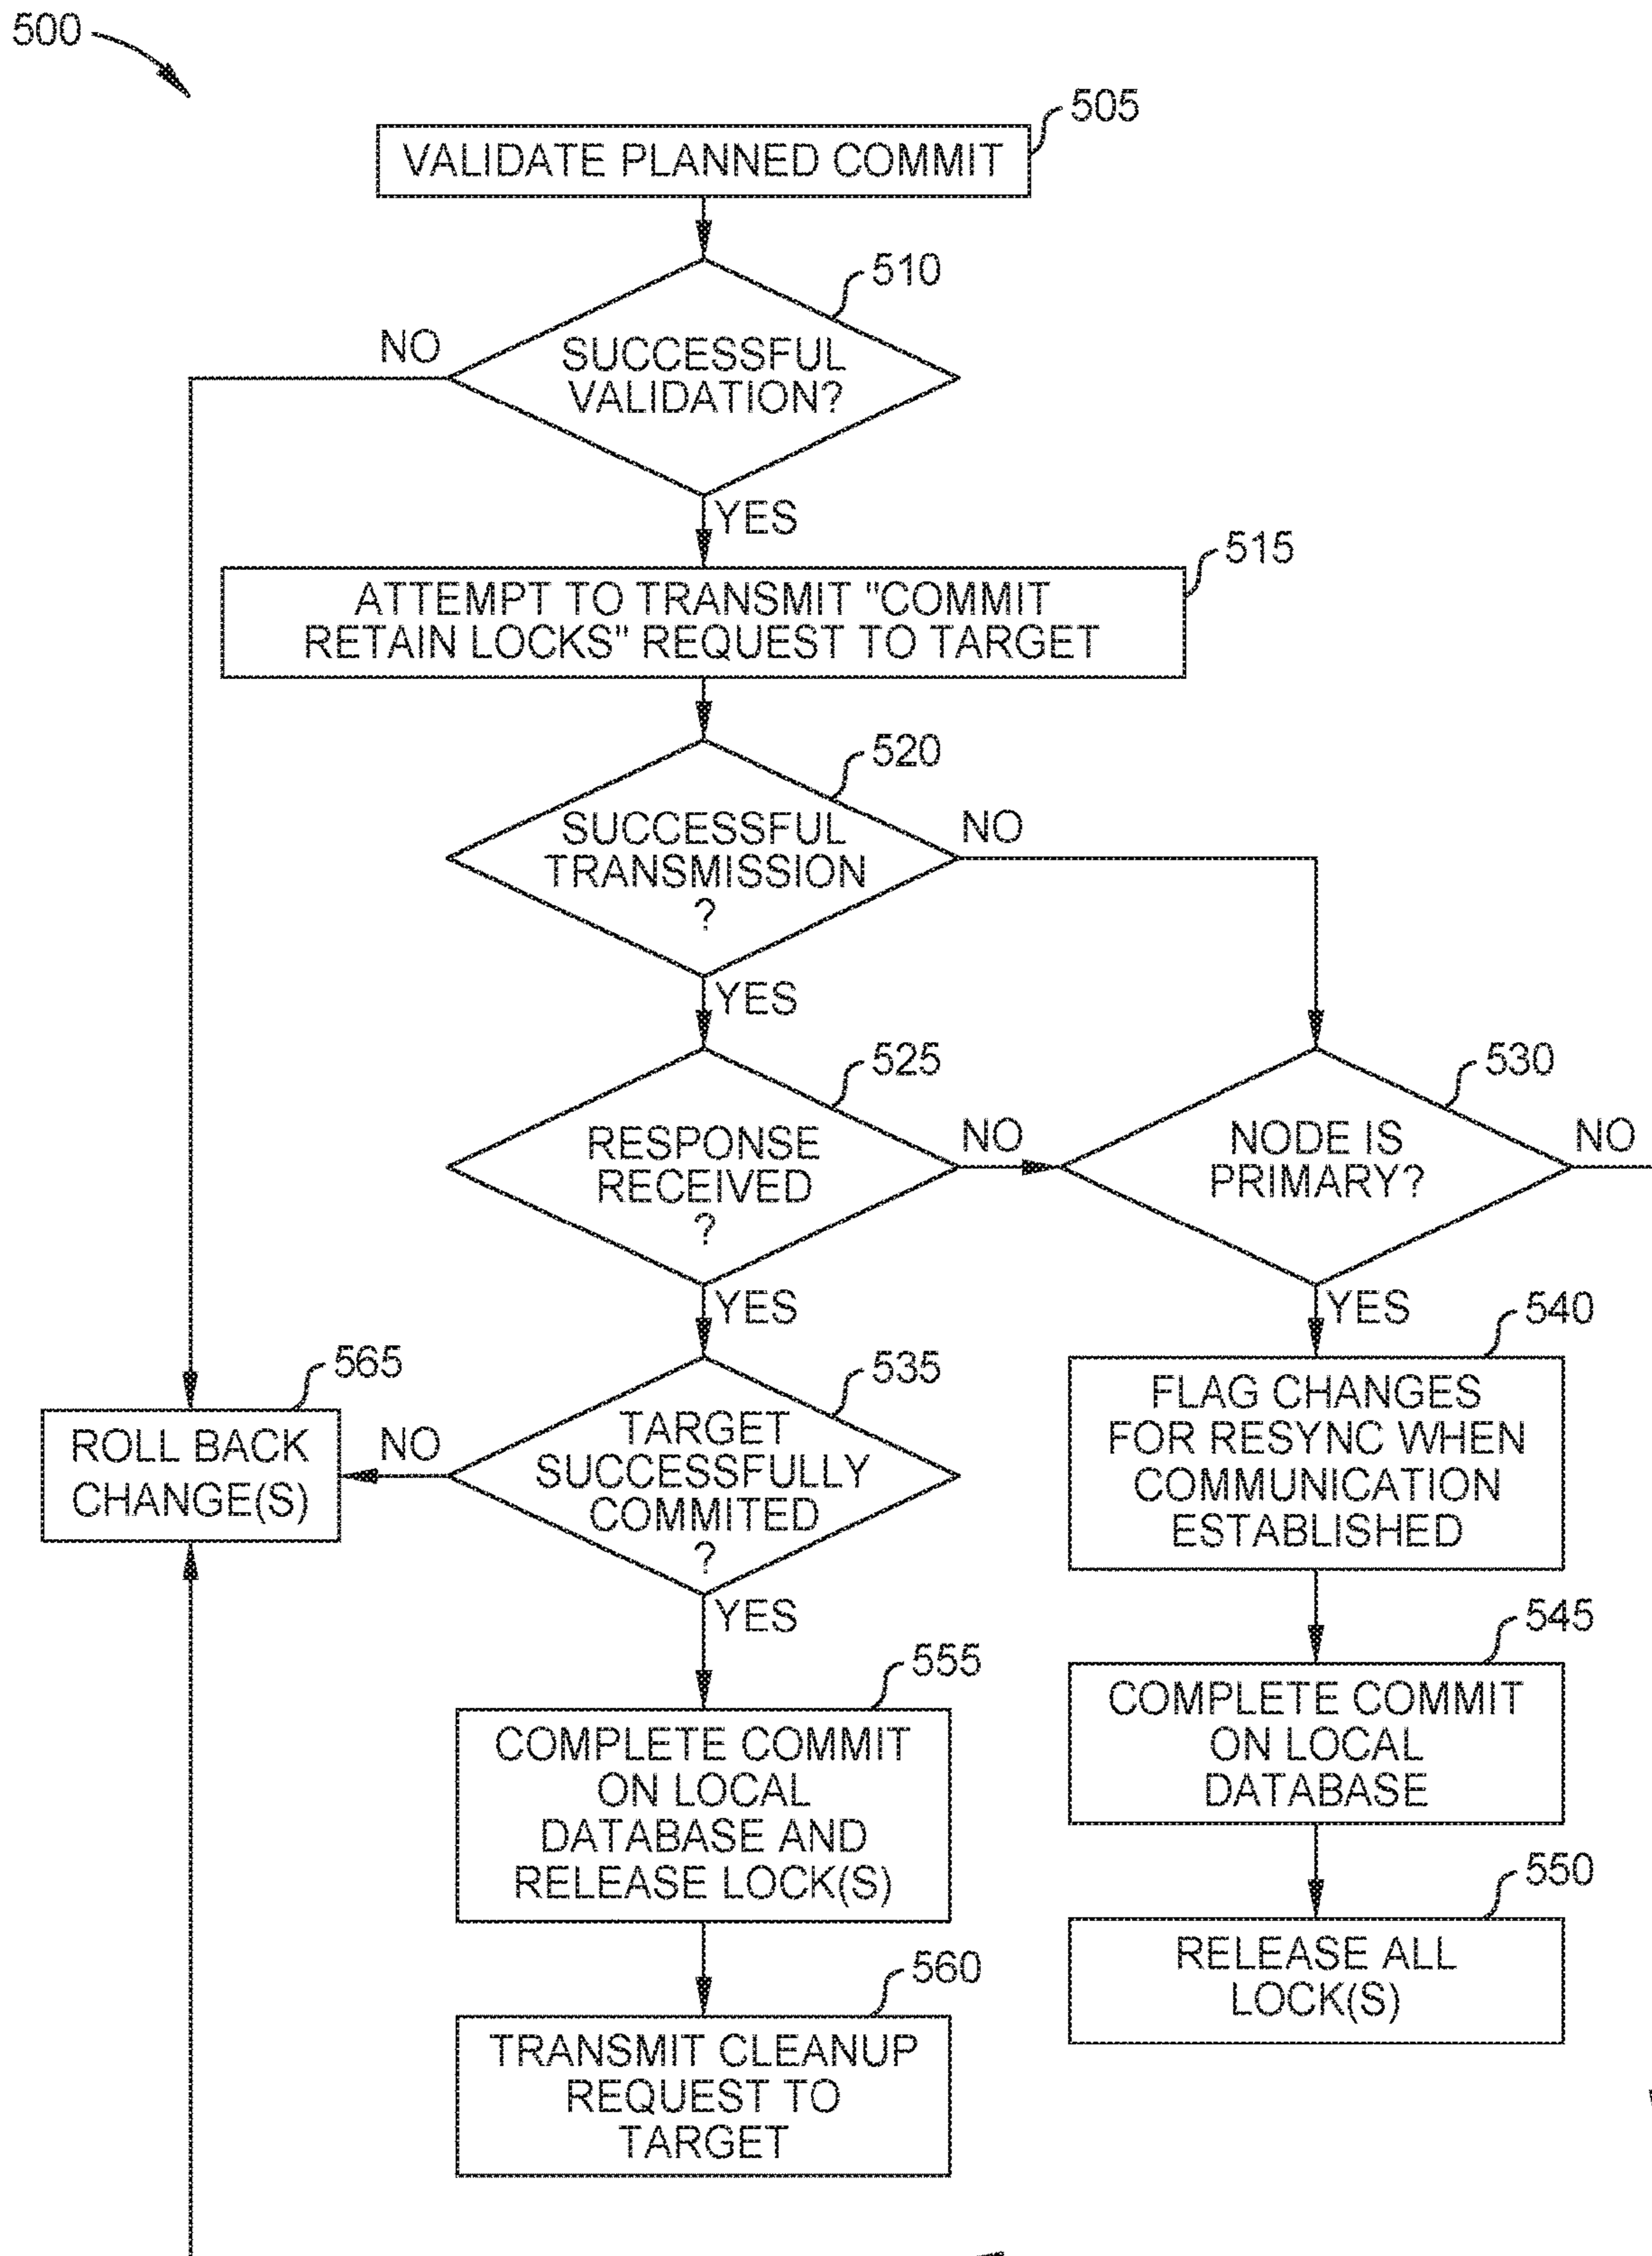 500
505
VALIDATE PLANNED COMMIT
510
NO
SUCCESSFUL
VALIDATION?
YES
515
ATTEMPT TO TRANSMIT "COMMIT
RETAIN LOCKS" REQUEST TO TARGET
520
SUCCESSFUL
TRANSMISSION
?
NO
YES
525
RESPONSE
RECEIVED
?
NO
530
NODE IS
PRIMARY?
NO
YES
YES
540
FLAG CHANGES
FOR RESYNC WHEN
COMMUNICATION
ESTABLISHED
565
ROLL BACK
CHANGE(S)
NO
535
TARGET
SUCCESSFULLY
COMMITED
?
YES
545
COMPLETE COMMIT
ON LOCAL
DATABASE
555
COMPLETE COMMIT
ON LOCAL
DATABASE AND
RELEASE LOCK(S)
550
RELEASE ALL
LOCK(S)
560
TRANSMIT CLEANUP
REQUEST TO
TARGET